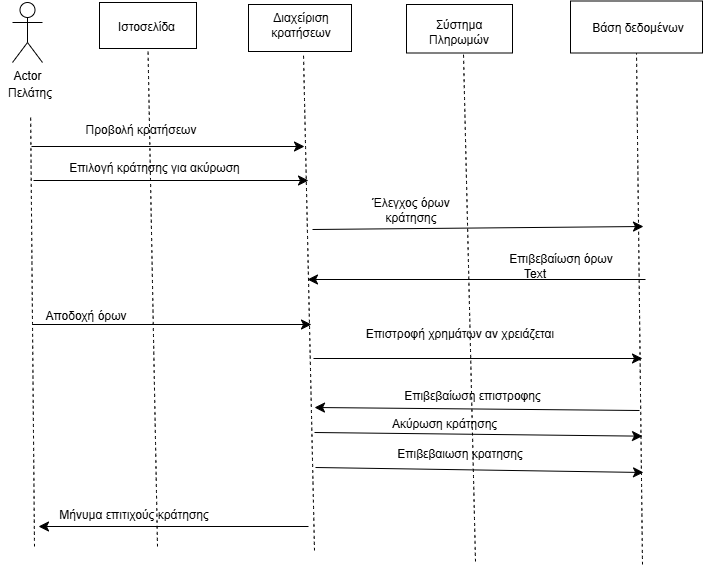 Ιστοσελίδα
Διαχείριση
κρατήσεων
Σύστημα
Πληρωμών
Βάση δεδομένων
Actor
Πελάτης
Προβολή κρατήσεων
Επιλογή κράτησης για ακύρωση
Έλεγχος όρων
κράτησης
Επιβεβαίωση όρων
Text
Αποδοχή όρων
Επιστροφή χρημάτων αν χρειάζεται
Επιβεβαίωση επιστροφης
Ακύρωση κράτησης
Επιβεβαιωση κρατησης
Μήνυμα επιτιχούς κράτησης